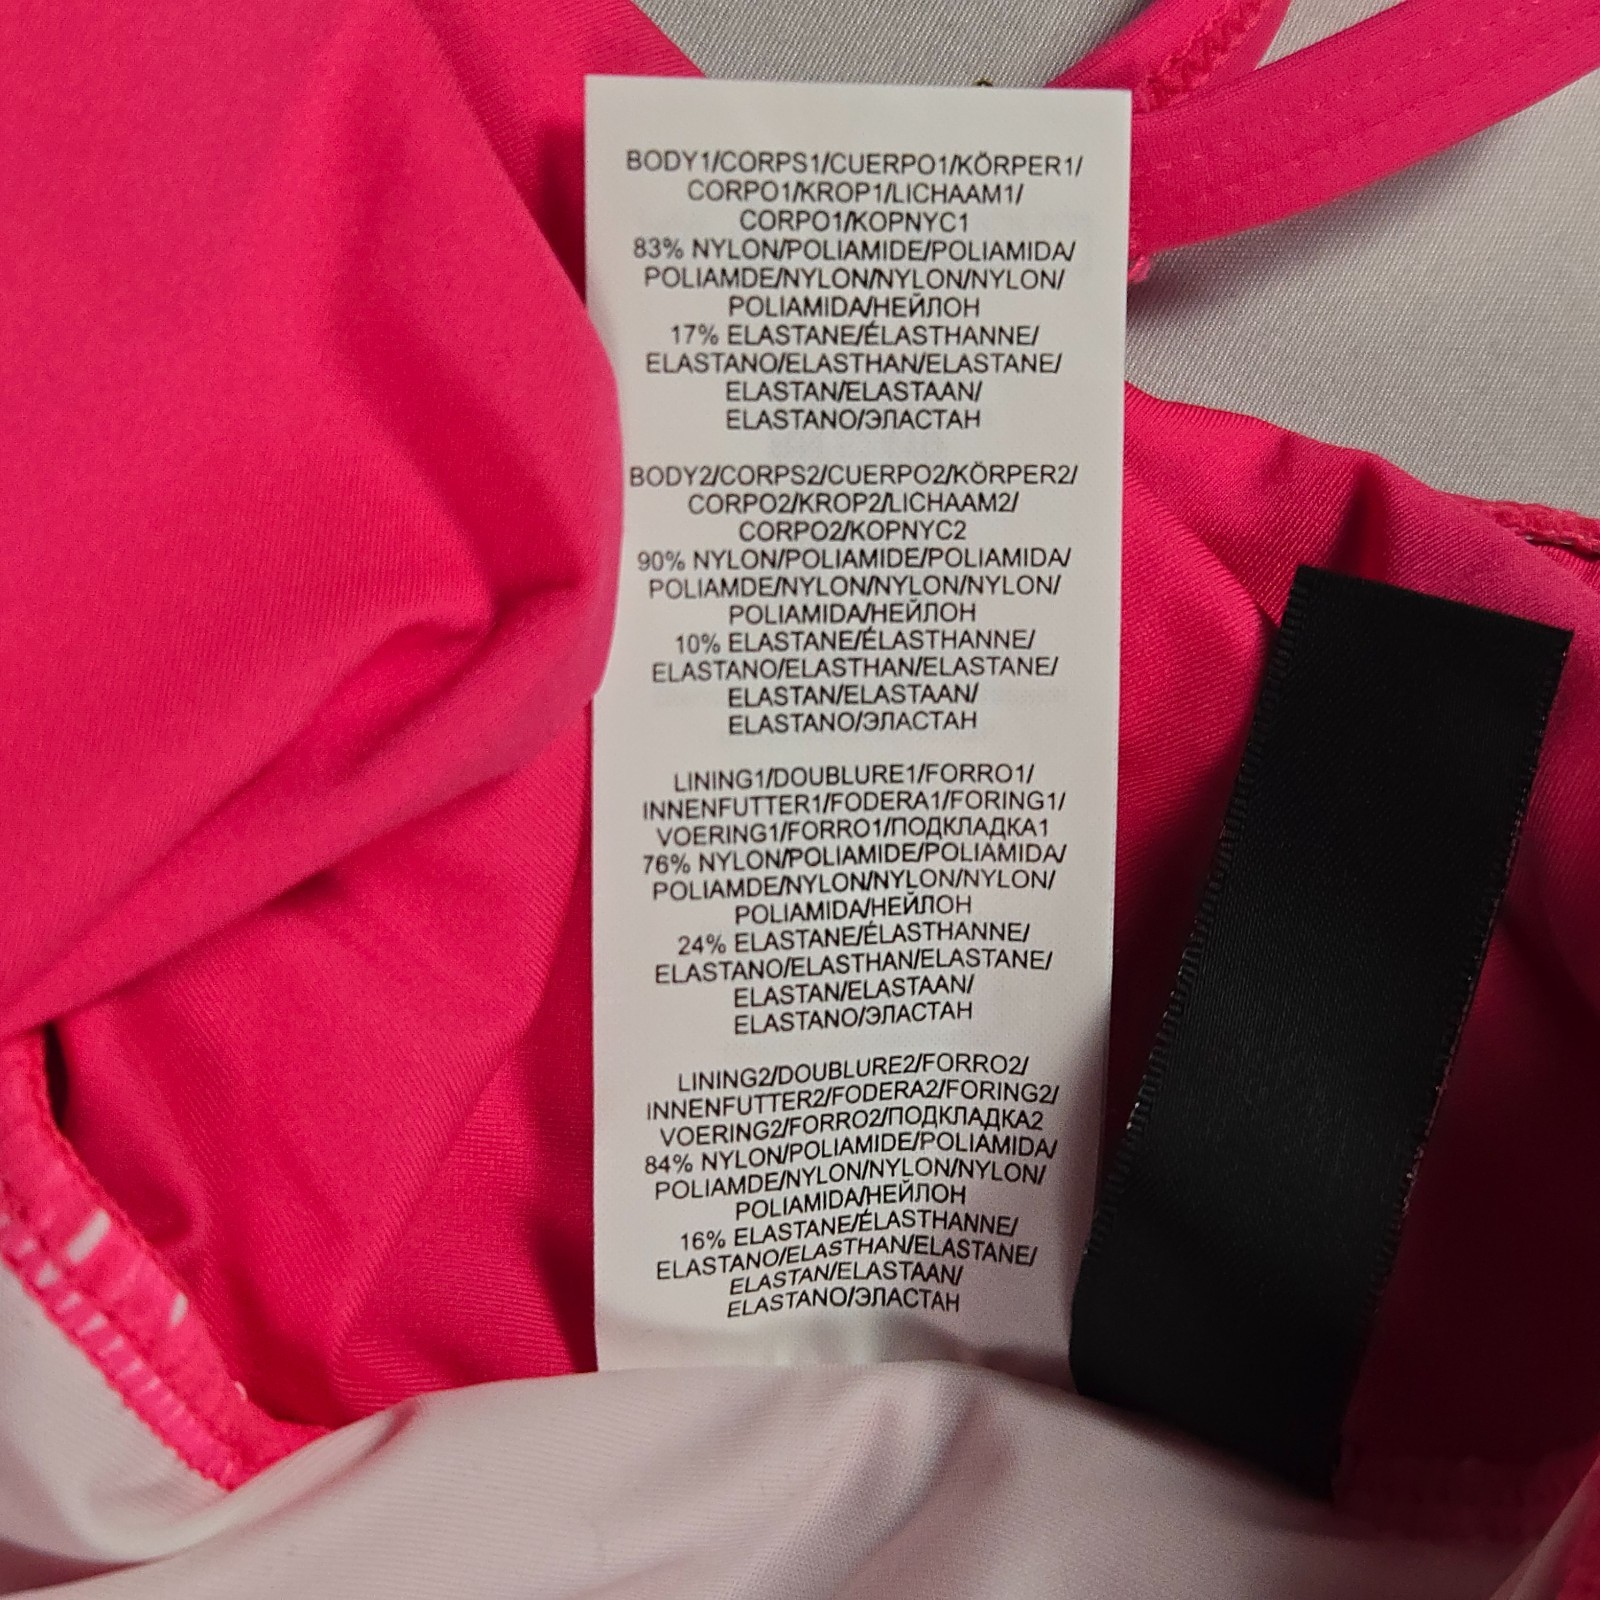 BODY1/CORPS1/CUERPO1/KÖRPER1/
CORPO1/KROP1/LICHAAM1/
CORPO1/KOPNYC1
83% NYLON/POLIAMIDE/POLIAMIDA/
POLIAMDE/NYLON/NYLON/NYLON/
POLIAMIDA/НЕЙЛОН
17% ELASTANE/ÉLASTHANNE/
ELASTANO/ELASTHAN/ELASTANE/
ELASTAN/ELASTAAN/
ELASTANO/ЭЛАСТАН
BODY2/CORPS2/CUERPO2/KÖRPER2/
CORPO2/KROP2/LICHAAM2/
CORPO2/KOPNYC2
90% NYLON/POLIAMIDE/POLIAMIDA/
POLIAMDE/NYLON/NYLON/NYLON/
POLIAMIDA/НЕЙЛОН
10% ELASTANE/ÉLASTHANNE/
ELASTANO/ELASTHAN/ELASTANE/
ELASTAN/ELASTAAN/
ELASTANO/ЭЛАСТАН
LINING1/DOUBLURE1/FORRO1/
INNENFUTTER1/FODERA1/FORING1/
VOERING1/FORRO1/ПОДКЛАДКА1
76% NYLON/POLIAMIDE/POLIAMIDA/
POLIAMDE/NYLON/NYLON/NYLON/
POLIAMIDA/НЕЙЛОН
24% ELASTANE/ÉLASTHANNE/
ELASTANO/ELASTHAN/ELASTANE/
ELASTAN/ELASTAAN/
ELASTANO/ЭЛАСТАН
LINING2/DOUBLURE2/FORRO2/
INNENFUTTER2/FODERA2/FORING2/
VOERING2/FORRO2/ПОДКЛАДКА2
84% NYLON/POLIAMIDE/POLIAMIDA/
POLIAMDE/NYLON/NYLON/NYLON/
POLIAMIDA/НЕЙЛОН
16% ELASTANE/ÉLASTHANNE/
ELASTANO/ELASTHAN/ELASTANE/
ELASTAN/ELASTAAN/
ELASTANO/ЭЛАСТАН